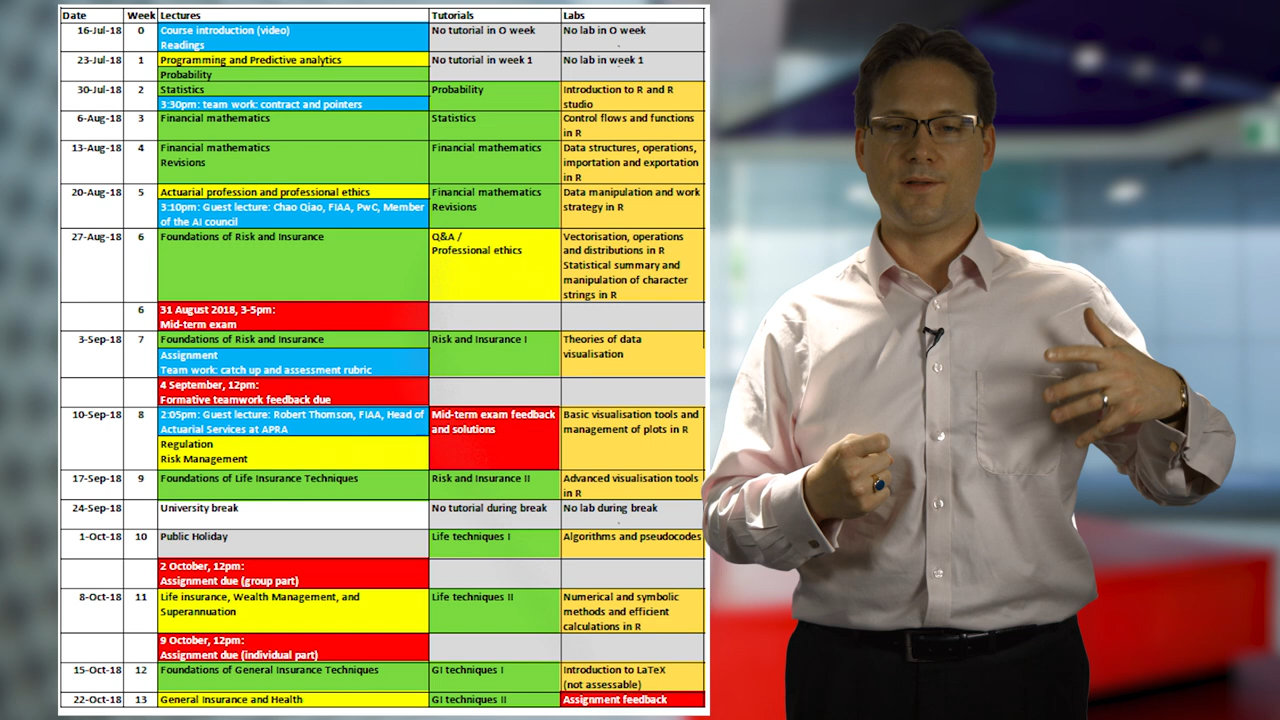 Date Week Lectures Tutorials Labs
16-Jul-18 0 Course introduction (video) No tutorial in O week No lab in O week
Readings
23-Jul-18 1 Programming and Predictive analytics No tutorial in week 1 No lab in week 1
Probability
30-Jul-18 2 Statistics Probability Introduction to R and R
3:30pm: team work: contract and pointers studio
6-Aug-18 3 Financial mathematics Statistics Control flows and functions
in R
13-Aug-18 4 Financial mathematics Financial mathematics Data structures, operations,
Revisions importation and exportation
in R
20-Aug-18 5 Actuarial profession and professional ethics Financial mathematics Data manipulation and work
3:10pm: Guest lecture: Chao Qiao, FIAA, PwC, Member Revisions strategy in R
of the AI council
27-Aug-18 6 Foundations of Risk and Insurance Q&A / Vectorisation, operations
Professional ethics and distributions in R
Statistical summary and
manipulation of character
strings in R
6 31 August 2018, 3-5pm:
Mid-term exam
3-Sep-18 7 Foundations of Risk and Insurance Risk and Insurance I Theories of data
Assignment visualisation
Team work: catch up and assessment rubric
4 September, 12pm:
Formative teamwork feedback due
10-Sep-18 8 2:05pm: Guest lecture: Robert Thomson, FIAA, Head of Mid-term exam feedback Basic visualisation tools and
Actuarial Services at APRA and solutions management of plots in R
Regulation
Risk Management
17-Sep-18 9 Foundations of Life Insurance Techniques Risk and Insurance II Advanced visualisation tools
in R
24-Sep-18 University break No tutorial during break No lab during break
1-Oct-18 10 Public Holiday Life techniques I Algorithms and pseudocodes
2 October, 12pm:
Assignment due (group part)
8-Oct-18 11 Life insurance, Wealth Management, and Life techniques II Numerical and symbolic
Superannuation methods and efficient
calculations in R
9 October, 12pm:
Assignment due (individual part)
15-Oct-18 12 Foundations of General Insurance Techniques GI techniques I Introduction to LaTeX
(not assessable)
22-Oct-18 13 General Insurance and Health GI techniques II Assignment feedback